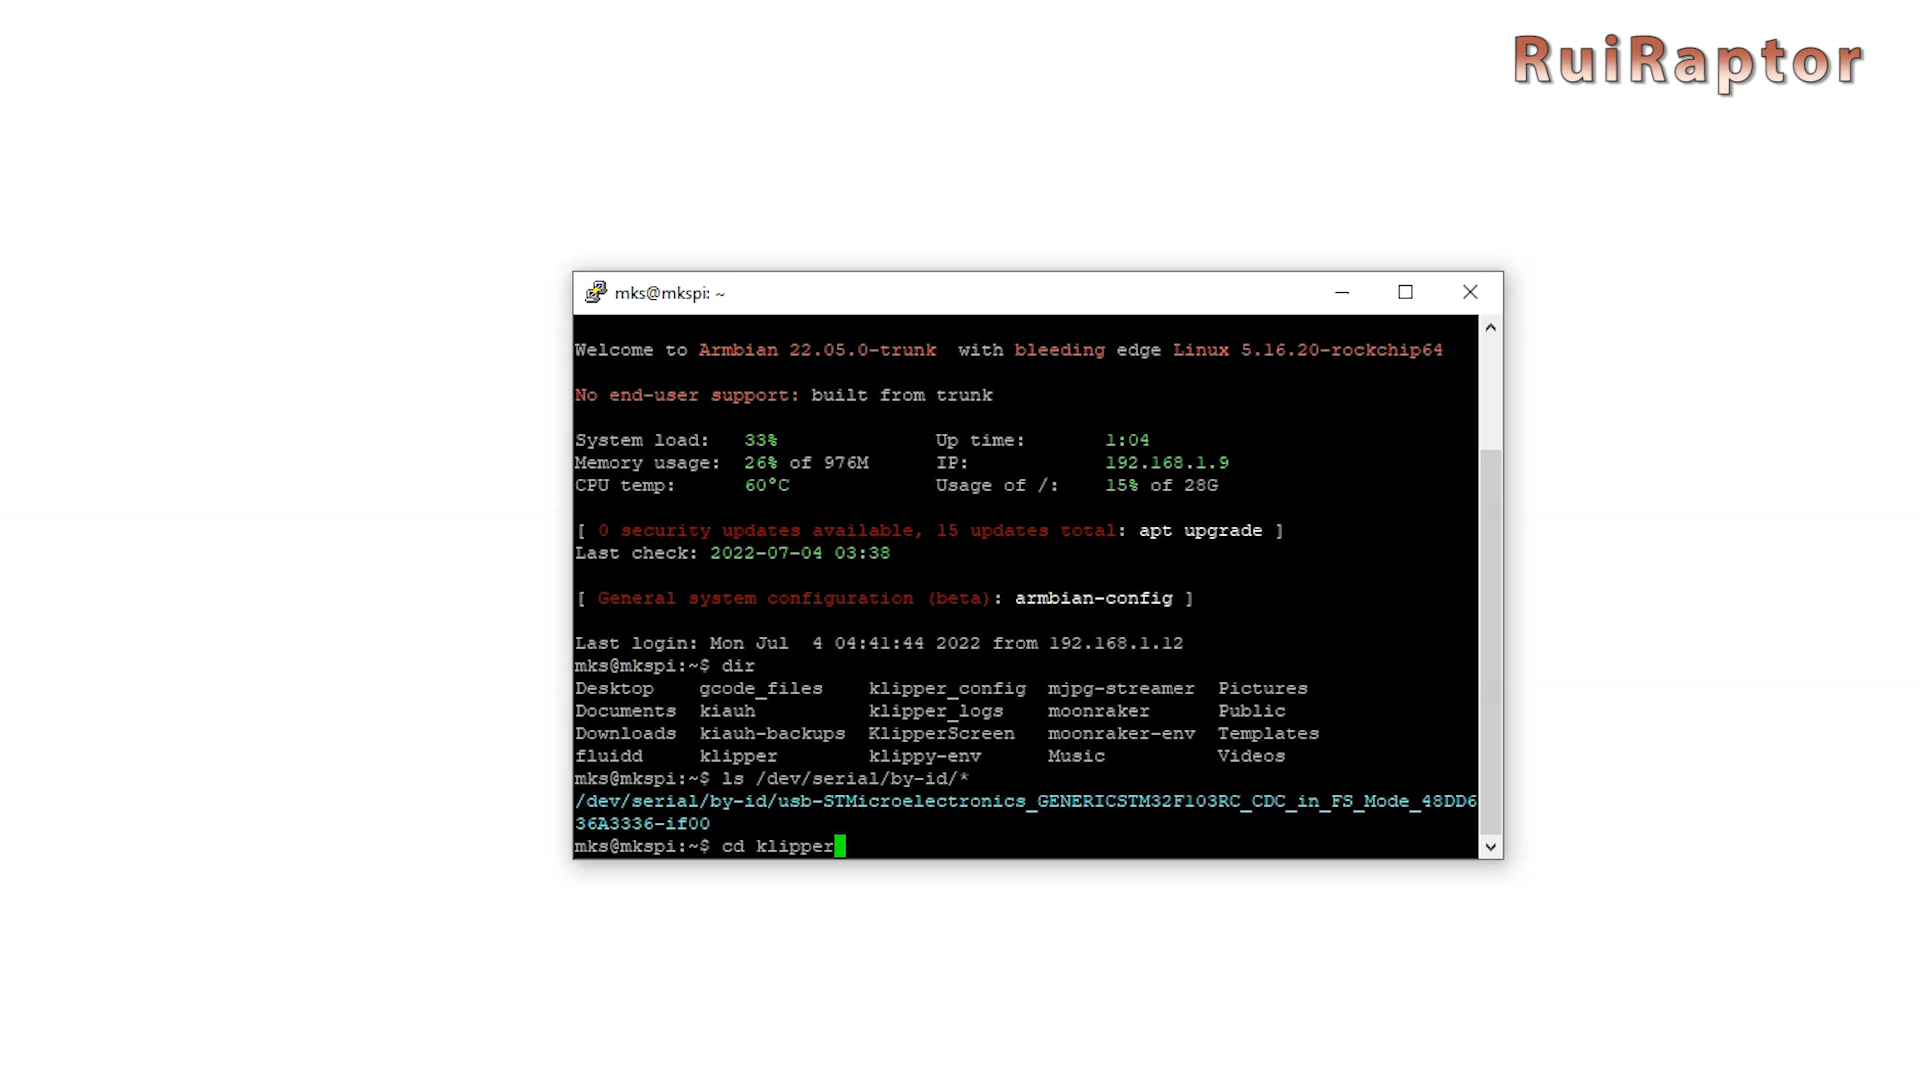 RuiRaptor
mks@mkspi: ~
Welcome to Armbian 22.05.0-trunk  with bleeding edge Linux 5.16.20-rockchip64
No end-user support: built from trunk
System load:   33%              Up time:       1:04
Memory usage:  26% of 976M      IP:            192.168.1.9
CPU temp:      60°C             Usage of /:    15% of 28G
[ 0 security updates available, 15 updates total: apt upgrade ]
Last check: 2022-07-04 03:38
[ General system configuration (beta): armbian-config ]
Last login: Mon Jul  4 04:41:44 2022 from 192.168.1.12
mks@mkspi:~$ dir
Desktop    gcode_files    klipper_config  mjpg-streamer  Pictures
Documents  kiauh          klipper_logs    moonraker      Public
Downloads  kiauh-backups  KlipperScreen   moonraker-env  Templates
fluidd     klipper        klippy-env      Music          Videos
mks@mkspi:~$ ls /dev/serial/by-id/*
/dev/serial/by-id/usb-STMicroelectronics_GENERICSTM32F103RC_CDC_in_FS_Mode_48DD6
36A3336-if00
mks@mkspi:~$ cd klipper